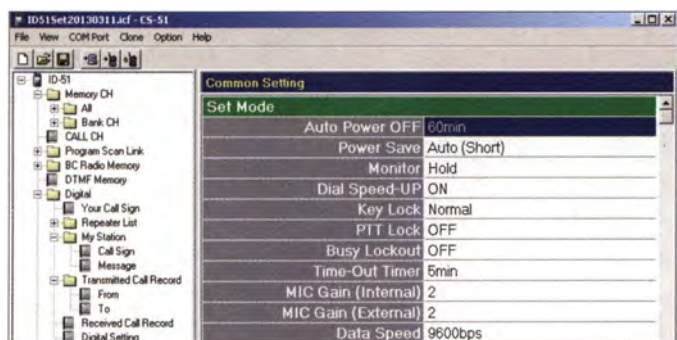 ID51Set20130311.icf - CS-51
File View COM Port Clone Option Help
ID-51
Memory CH
All
Bank CH
CALL CH
Program Scan Link
BC Radio Memory
DTMF Memory
Digital
Your Call Sign
Repeater List
My Station
Call Sign
Message
Transmitted Call Record
From
To
Received Call Record
Digital Setting
Common Setting
Set Mode
Auto Power OFF 60min
Power Save Auto (Short)
Monitor Hold
Dial Speed-UP ON
Key Lock Normal
PTT Lock OFF
Busy Lockout OFF
Time-Out Timer 5min
MIC Gain (Internal) 2
MIC Gain (External) 2
Data Speed 9600bps